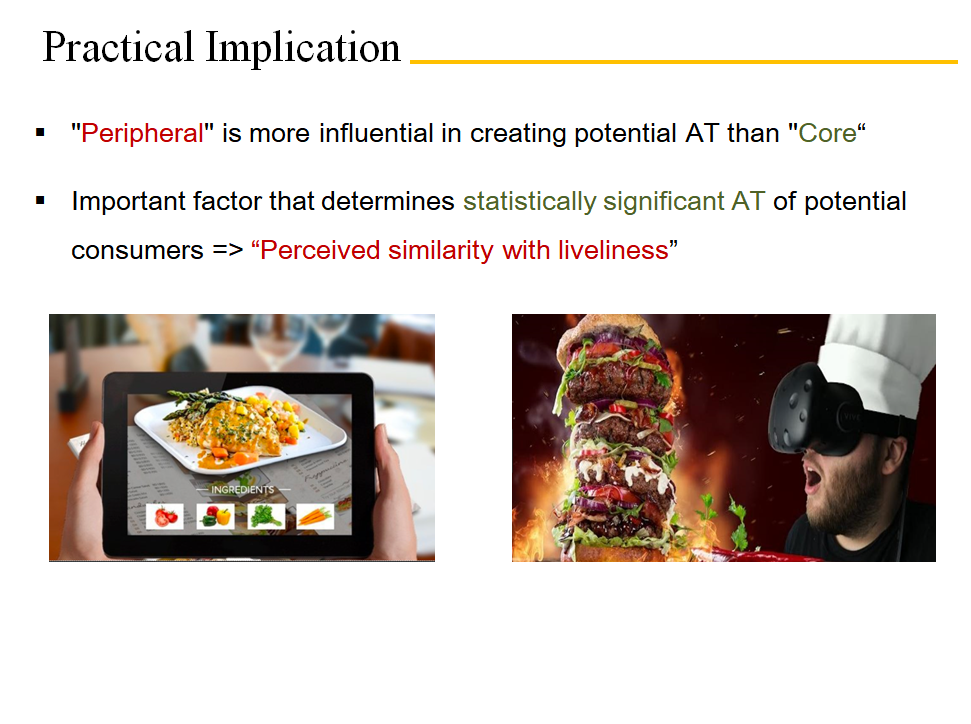 Practical Implication
▪ "Peripheral" is more influential in creating potential AT than "Core“
▪ Important factor that determines statistically significant AT of potential
consumers => “Perceived similarity with liveliness”
INGREDIENTS